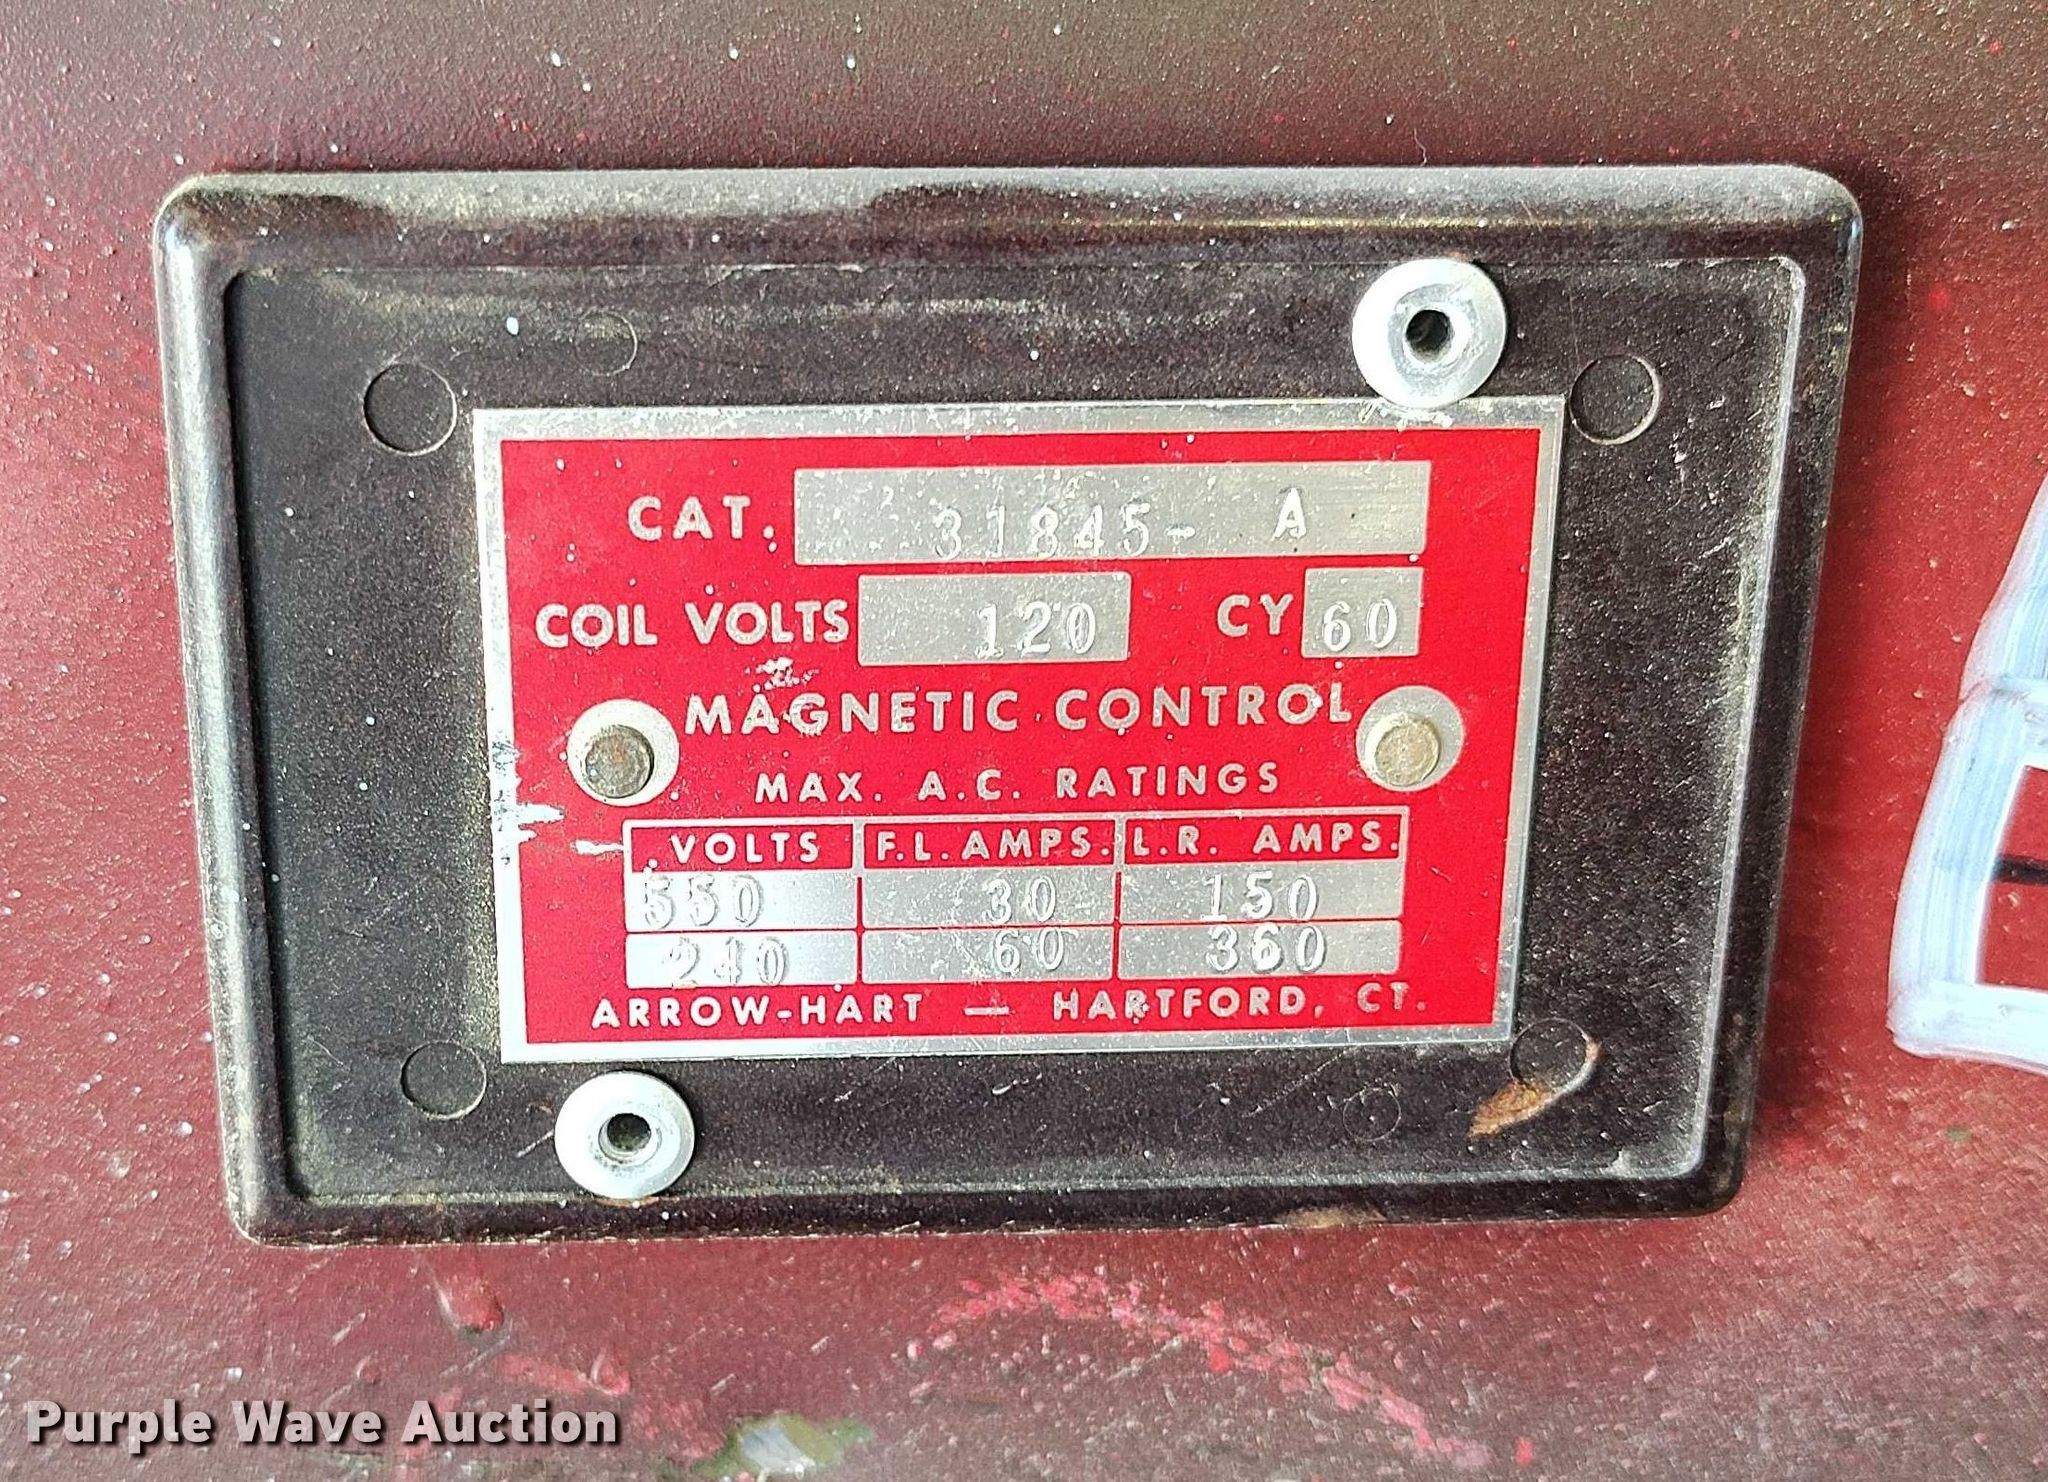 CAT. 31845- A
COIL VOLTS 120 CY 60
MAGNETIC CONTROL
MAX. A.C. RATINGS
VOLTS F.L. AMPS. L.R. AMPS.
550 30 150
240 60 360
ARROW-HART — HARTFORD, CT.
Purple Wave Auction